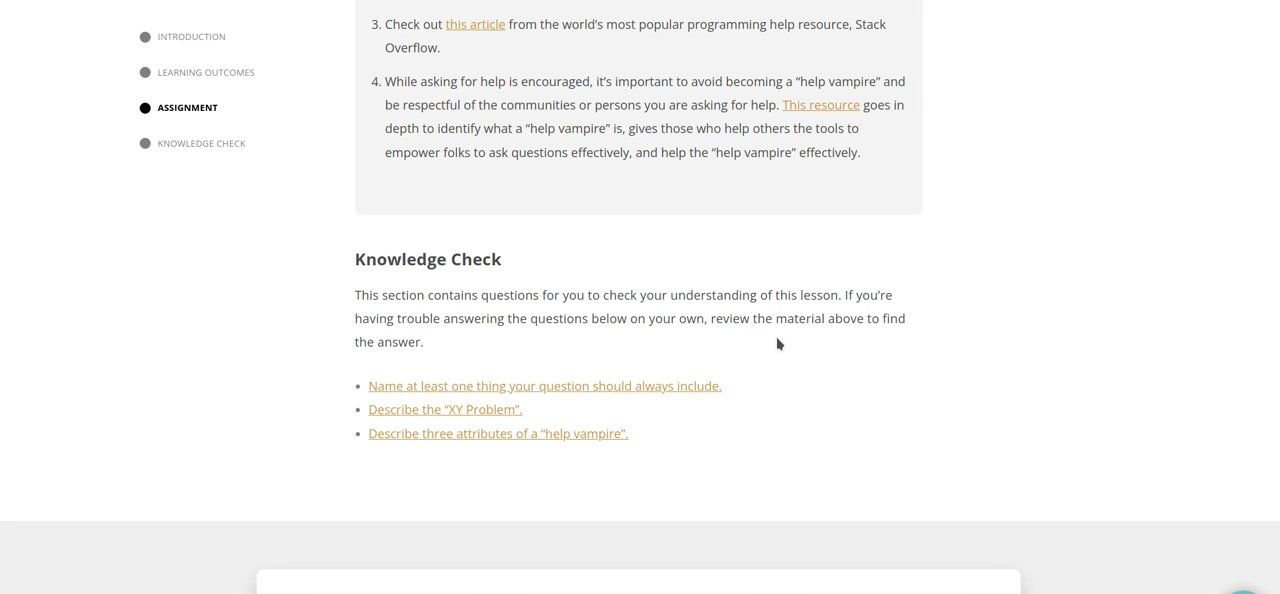 INTRODUCTION
LEARNING OUTCOMES
ASSIGNMENT
KNOWLEDGE CHECK
3. Check out this article from the world’s most popular programming help resource, Stack
Overflow.
4. While asking for help is encouraged, it’s important to avoid becoming a “help vampire” and
be respectful of the communities or persons you are asking for help. This resource goes in
depth to identify what a “help vampire” is, gives those who help others the tools to
empower folks to ask questions effectively, and help the “help vampire” effectively.
Knowledge Check
This section contains questions for you to check your understanding of this lesson. If you’re
having trouble answering the questions below on your own, review the material above to find
the answer.
• Name at least one thing your question should always include.
• Describe the “XY Problem”.
• Describe three attributes of a “help vampire”.